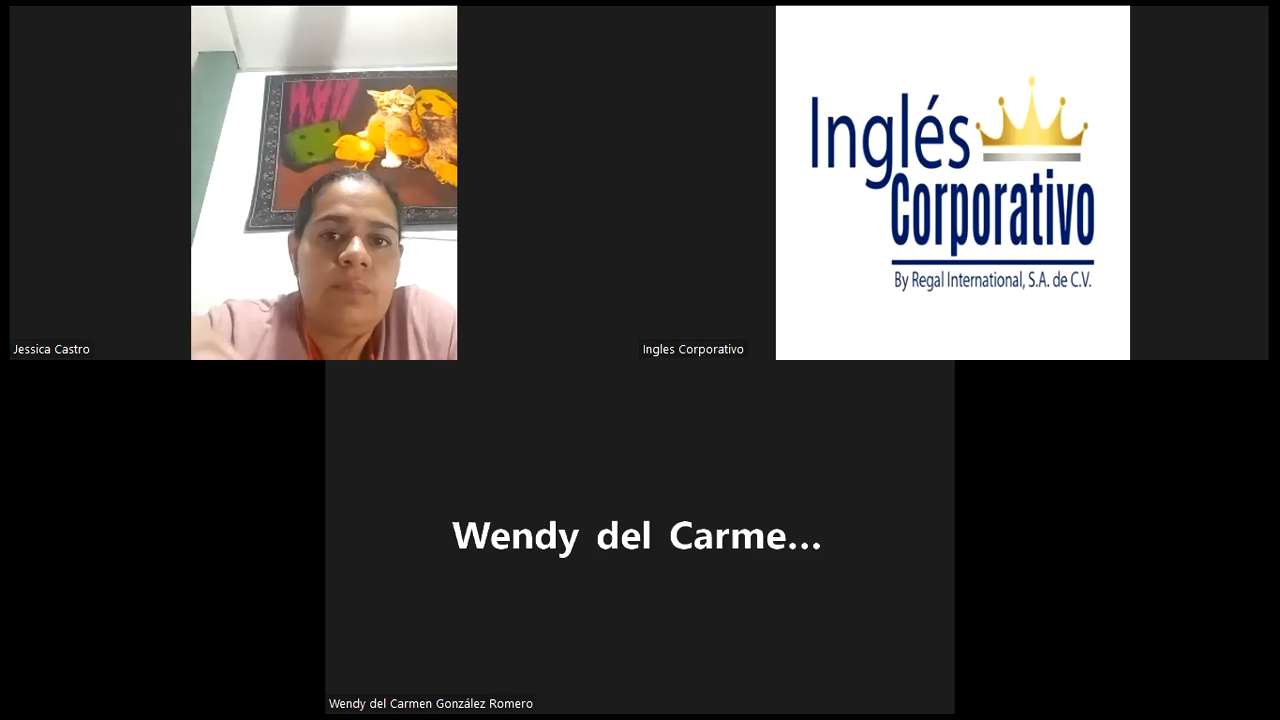 Inglés
Corporativo
By Regal International, S.A. de C.V.
Jessica Castro
Ingles Corporativo
Wendy del Carme...
Wendy del Carmen González Romero